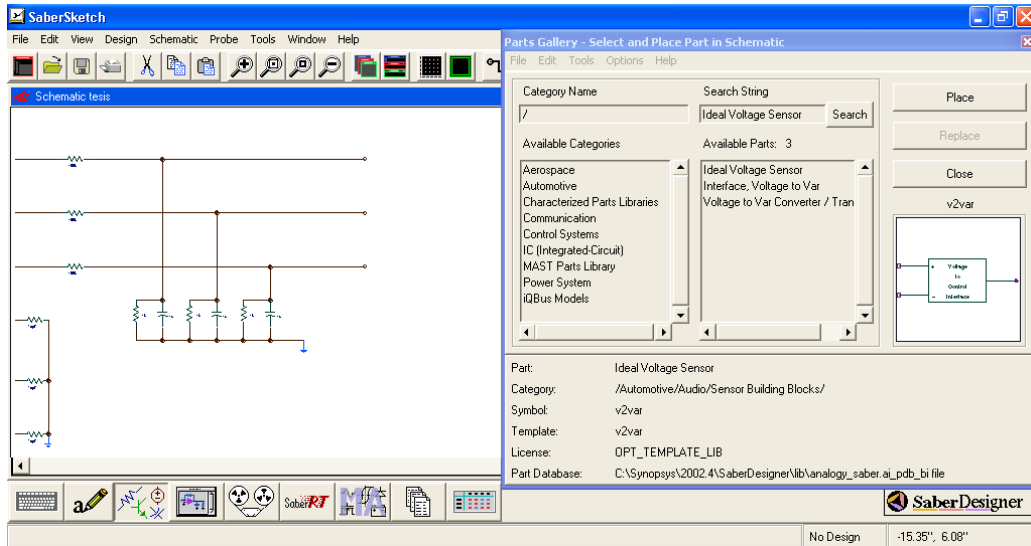 SaberSketch
File Edit View Design Schematic Probe Tools Window Help
Schematic tesis
Parts Gallery - Select and Place Part in Schematic
File Edit Tools Options Help
Category Name
/
Search String
Ideal Voltage Sensor
Search
Available Categories
Aerospace
Automotive
Characterized Parts Libraries
Communication
Control Systems
IC (Integrated-Circuit)
MAST Parts Library
Power System
iQBus Models
Available Parts: 3
Ideal Voltage Sensor
Interface, Voltage to Var
Voltage to Var Converter / Tran
Place
Replace
Close
v2var
+ Voltage
to
Control
- Interface
Part: Ideal Voltage Sensor
Category: /Automotive/Audio/Sensor Building Blocks/
Symbol: v2var
Template: v2var
License: OPT_TEMPLATE_LIB
Part Database: C:\Synopsys\2002.4\SaberDesigner\lib\analogy_saber.ai_pdb_bi file
a
SaberRT
MA
SaberDesigner
No Design
-15.35", 6.08"